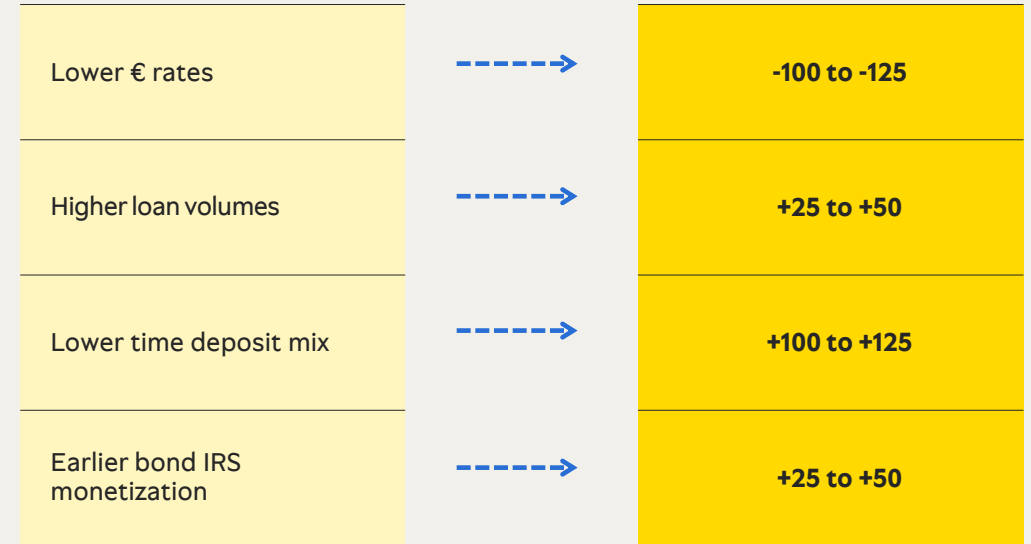 Lower € rates
-100 to -125
Higher loan volumes
+25 to +50
Lower time deposit mix
+100 to +125
Earlier bond IRS
monetization
+25 to +50